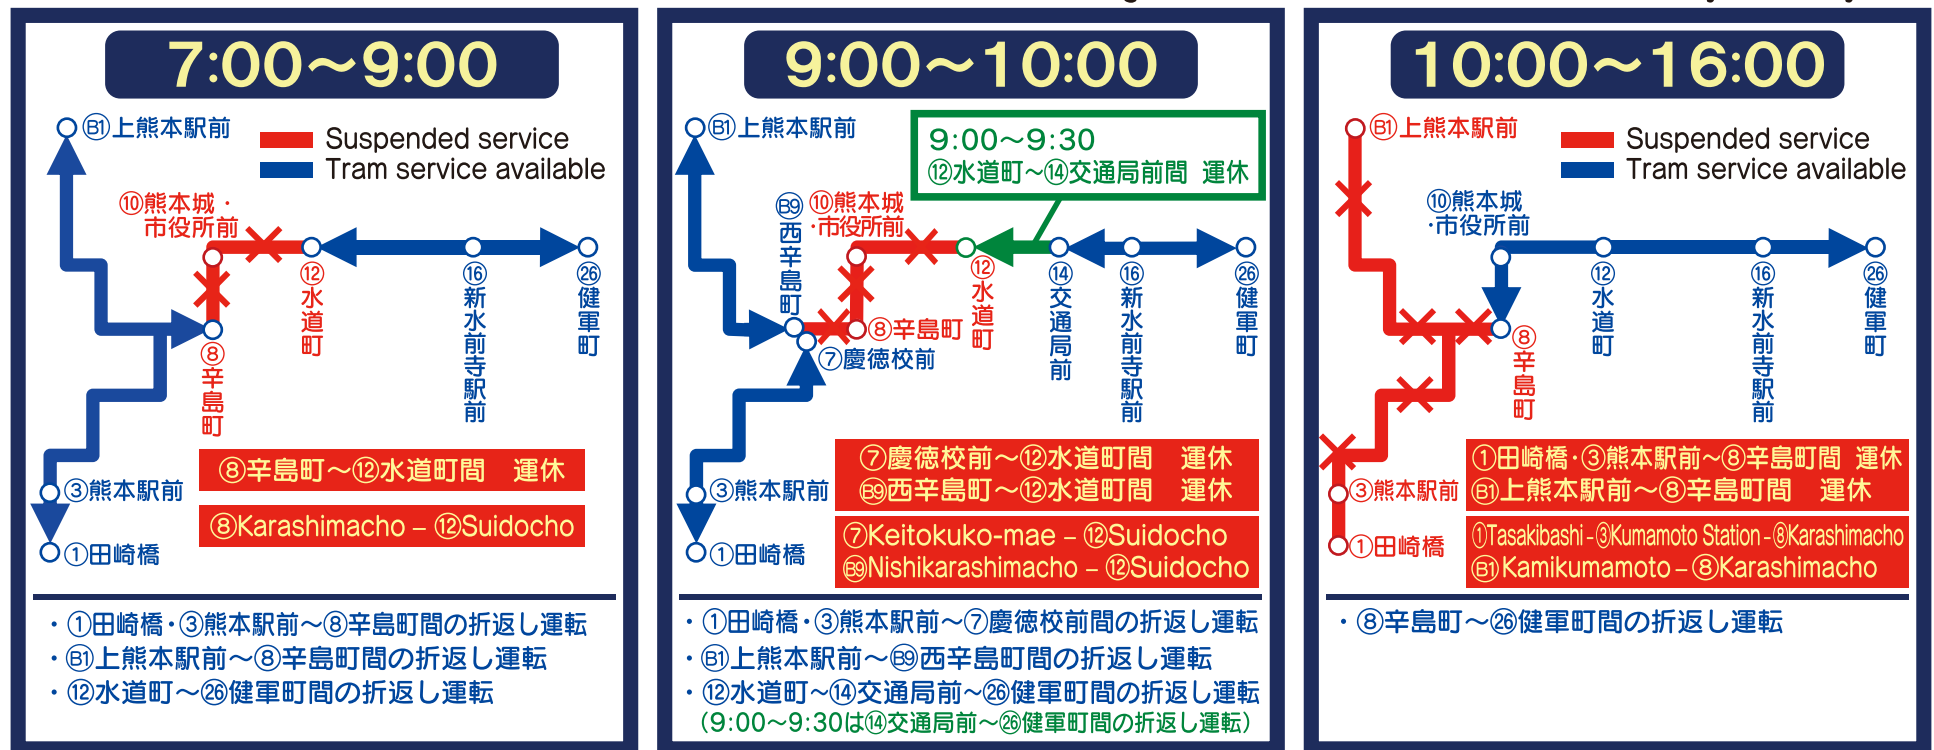 7:00～9:00
Ⓑ1上熊本駅前
Suspended service
Tram service available
⑩熊本城・
市役所前
⑫水道町
⑯新水前寺駅前
㉖健軍町
⑧辛島町
③熊本駅前
①田崎橋
⑧辛島町～⑫水道町間 運休
⑧Karashimacho – ⑫Suidocho
・①田崎橋・③熊本駅前～⑧辛島町間の折返し運転
・B1上熊本駅前～⑧辛島町間の折返し運転
・⑫水道町～㉖健軍町間の折返し運転
9:00～10:00
B1上熊本駅前
9:00～9:30
⑫水道町～⑭交通局前間 運休
B9西辛島町
⑩熊本城
・市役所前
⑫水道町
⑭交通局前
⑯新水前寺駅前
㉖健軍町
⑧辛島町
⑦慶徳校前
③熊本駅前
①田崎橋
⑦慶徳校前～⑫水道町間 運休
B9西辛島町～⑫水道町間 運休
⑦Keitokuko-mae – ⑫Suidocho
B9Nishikarashimacho – ⑫Suidocho
・①田崎橋・③熊本駅前～⑦慶徳校前間の折返し運転
・B1上熊本駅前～B9西辛島町間の折返し運転
・⑫水道町～⑭交通局前～㉖健軍町間の折返し運転
（9:00～9:30は⑭交通局前～㉖健軍町間の折返し運転）
10:00～16:00
B1上熊本駅前
Suspended service
Tram service available
⑩熊本城
・市役所前
⑫水道町
⑯新水前寺駅前
㉖健軍町
⑧辛島町
③熊本駅前
①田崎橋
①田崎橋・③熊本駅前～⑧辛島町間 運休
B1上熊本駅前～⑧辛島町間 運休
①Tasakibashi - ③Kumamoto Station - ⑧Karashimacho
B1Kamikumamoto – ⑧Karashimacho
・⑧辛島町～㉖健軍町間の折返し運転